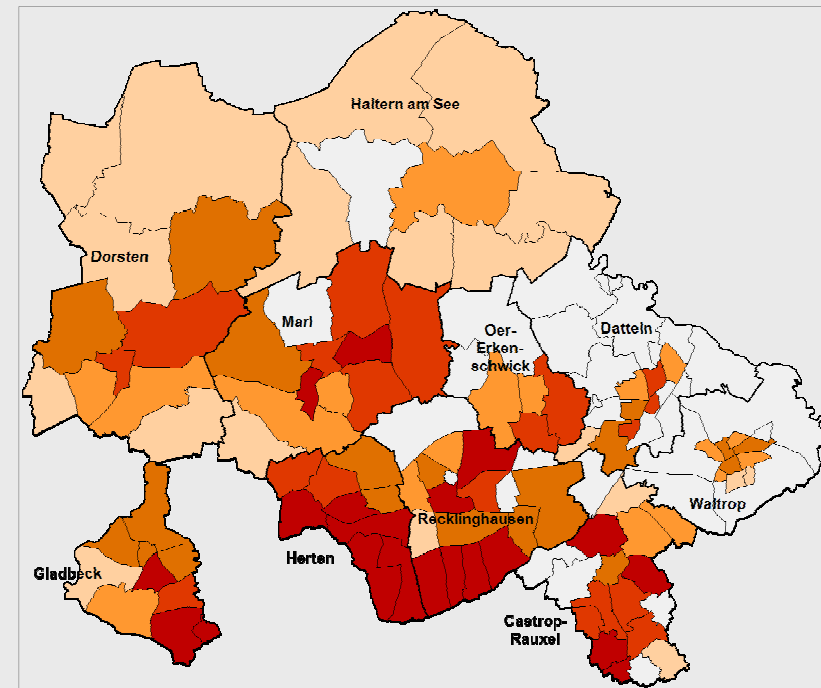 Haltern am See
Dorsten
Marl
Oer-
Erken-
schwick
Datteln
Waltrop
Recklinghausen
Herten
Gladbeck
Castrop-
Rauxel